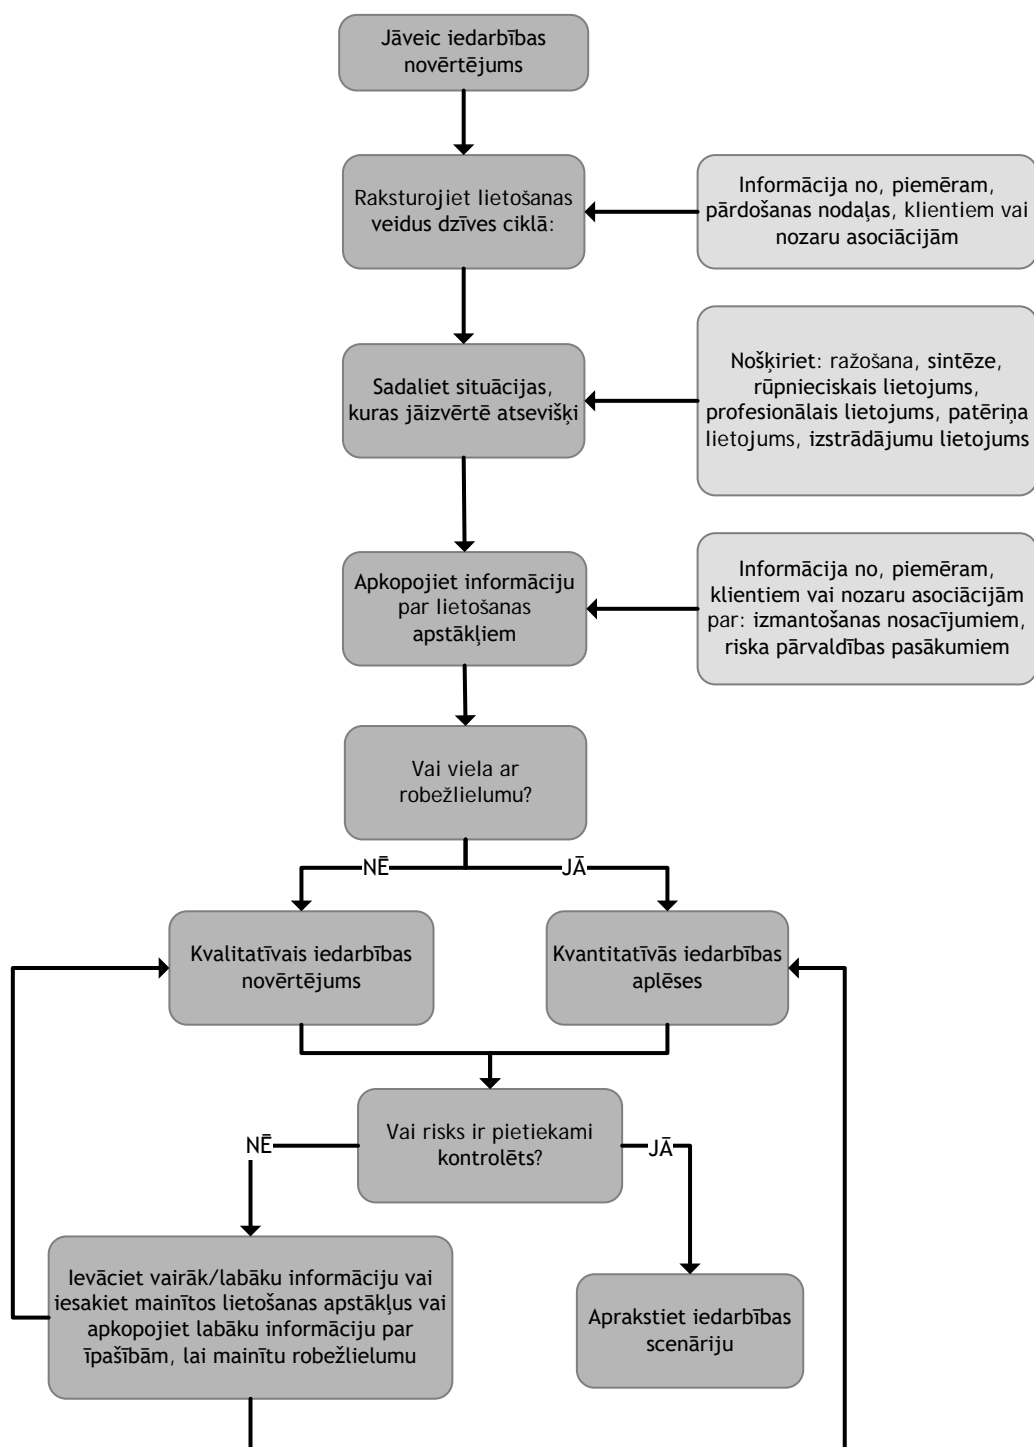 Jāveic iedarbības
novērtējums
Raksturojiet lietošanas
veidus dzīves ciklā:
Informācija no, piemēram,
pārdošanas nodaļas, klientiem vai
nozaru asociācijām
Sadaliet situācijas,
kuras jāizvērtē atsevišķi
Nošķiriet: ražošana, sintēze,
rūpnieciskais lietojums,
profesionālais lietojums, patēriņa
lietojums, izstrādājumu lietojums
Apkopojiet informāciju
par lietošanas
apstākļiem
Informācija no, piemēram,
klientiem vai nozaru asociācijām
par: izmantošanas nosacījumiem,
riska pārvaldības pasākumiem
Vai viela ar
robežlielumu?
NĒ
JĀ
Kvalitatīvais iedarbības
novērtējums
Kvantitatīvās iedarbības
aplēses
Vai risks ir pietiekami
kontrolēts?
NĒ
JĀ
Ievāciet vairāk/labāku informāciju vai
iesakiet mainītos lietošanas apstākļus vai
apkopojiet labāku informāciju par
īpašībām, lai mainītu robežlielumu
Aprakstiet iedarbības
scenāriju